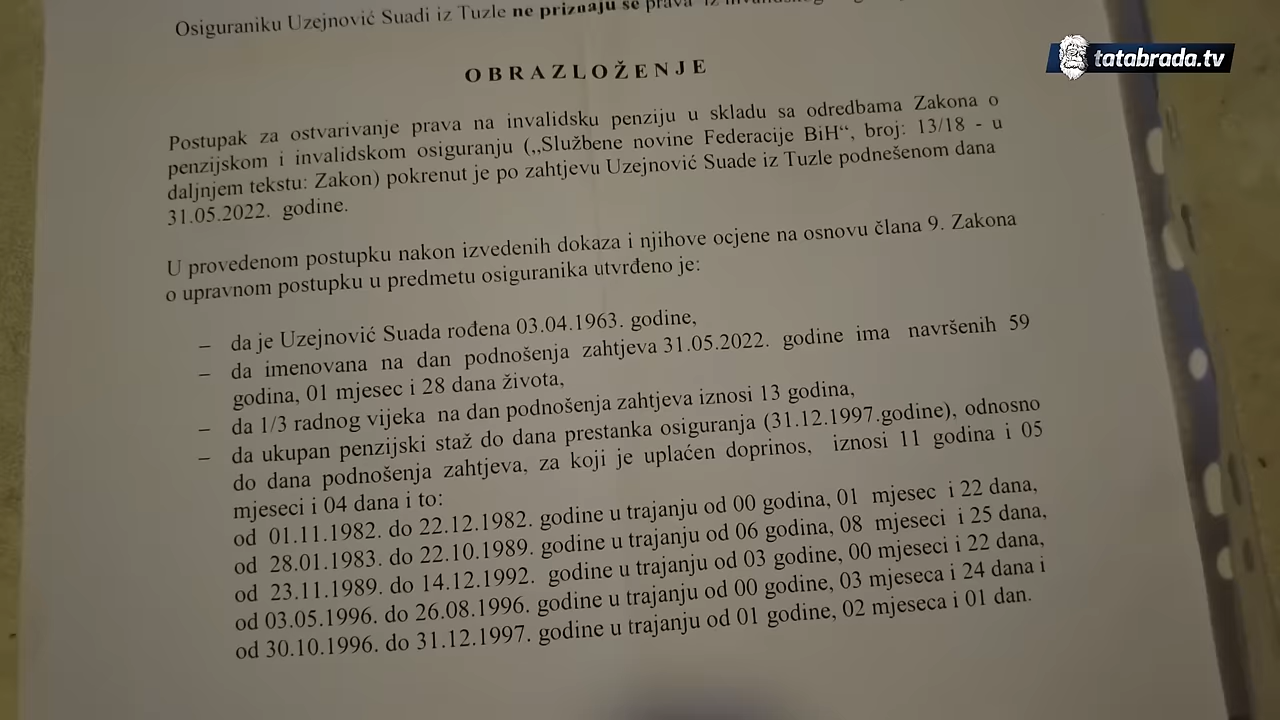 Osiguraniku Uzejnović Suadi iz Tuzle ne priznaju se prava iz
tatabrada.tv
OBRAZLOŽENJE
Postupak za ostvarivanje prava na invalidsku penziju u skladu sa odredbama Zakona o
penzijskom i invalidskom osiguranju („Službene novine Federacije BiH“, broj: 13/18 - u
daljnjem tekstu: Zakon) pokrenut je po zahtjevu Uzejnović Suade iz Tuzle podnešenom dana
31.05.2022. godine.
U provedenom postupku nakon izvedenih dokaza i njihove ocjene na osnovu člana 9. Zakona
o upravnom postupku u predmetu osiguranika utvrđeno je:
– da je Uzejnović Suada rođena 03.04.1963. godine,
– da imenovana na dan podnošenja zahtjeva 31.05.2022. godine ima navršenih 59
godina, 01 mjesec i 28 dana života,
– da 1/3 radnog vijeka na dan podnošenja zahtjeva iznosi 13 godina,
– da ukupan penzijski staž do dana prestanka osiguranja (31.12.1997.godine), odnosno
do dana podnošenja zahtjeva, za koji je uplaćen doprinos, iznosi 11 godina i 05
mjeseci i 04 dana i to:
od 01.11.1982. do 22.12.1982. godine u trajanju od 00 godina, 01 mjesec i 22 dana,
od 28.01.1983. do 22.10.1989. godine u trajanju od 06 godina, 08 mjeseci i 25 dana,
od 23.11.1989. do 14.12.1992. godine u trajanju od 03 godine, 00 mjeseci i 22 dana,
od 03.05.1996. do 26.08.1996. godine u trajanju od 00 godine, 03 mjeseca i 24 dana i
od 30.10.1996. do 31.12.1997. godine u trajanju od 01 godine, 02 mjeseca i 01 dan.